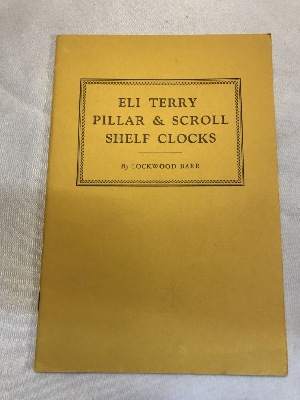 ELI TERRY
PILLAR & SCROLL
SHELF CLOCKS
By LOCKWOOD BARR